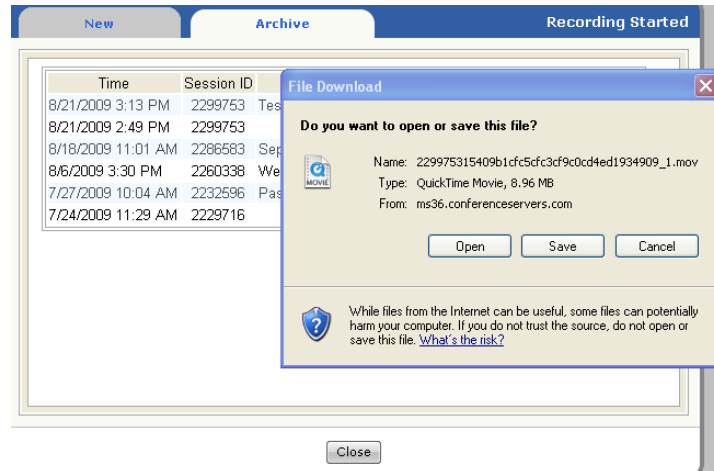 New Archive Recording Started
Time Session ID
8/21/2009 3:13 PM 2299753 Tes
8/21/2009 2:49 PM 2299753
8/18/2009 11:01 AM 2286583 Sep
8/6/2009 3:30 PM 2260338 We
7/27/2009 10:04 AM 2232596 Pas
7/24/2009 11:29 AM 2229716
File Download
Do you want to open or save this file?
MOVIE
Name: 229975315409b1cfc5cfc3cf9c0cd4ed1934909_1.mov
Type: QuickTime Movie, 8.96 MB
From: ms36.conferenceservers.com
Open Save Cancel
While files from the Internet can be useful, some files can potentially
harm your computer. If you do not trust the source, do not open or
save this file. What's the risk?
Close